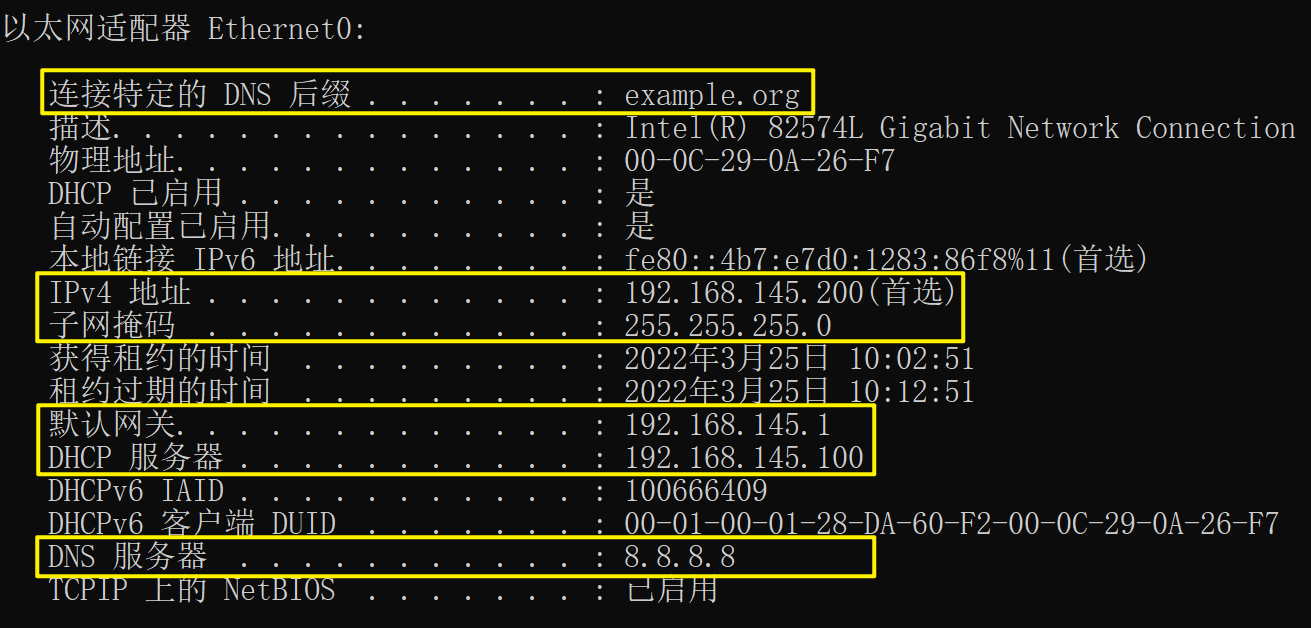 以太网适配器 Ethernet0:
连接特定的 DNS 后缀 . . . . . . . : example.org
描述. . . . . . . . . . . . . . . : Intel(R) 82574L Gigabit Network Connection
物理地址. . . . . . . . . . . . . : 00-0C-29-0A-26-F7
DHCP 已启用 . . . . . . . . . . . : 是
自动配置已启用. . . . . . . . . . : 是
本地链接 IPv6 地址. . . . . . . . : fe80::4b7:e7d0:1283:86f8%11(首选)
IPv4 地址 . . . . . . . . . . . . : 192.168.145.200(首选)
子网掩码  . . . . . . . . . . . . : 255.255.255.0
获得租约的时间  . . . . . . . . . : 2022年3月25日 10:02:51
租约过期的时间  . . . . . . . . . : 2022年3月25日 10:12:51
默认网关. . . . . . . . . . . . . : 192.168.145.1
DHCP 服务器 . . . . . . . . . . . : 192.168.145.100
DHCPv6 IAID . . . . . . . . . . . : 100666409
DHCPv6 客户端 DUID  . . . . . . . : 00-01-00-01-28-DA-60-F2-00-0C-29-0A-26-F7
DNS 服务器  . . . . . . . . . . . : 8.8.8.8
TCPIP 上的 NetBIOS  . . . . . . . : 已启用